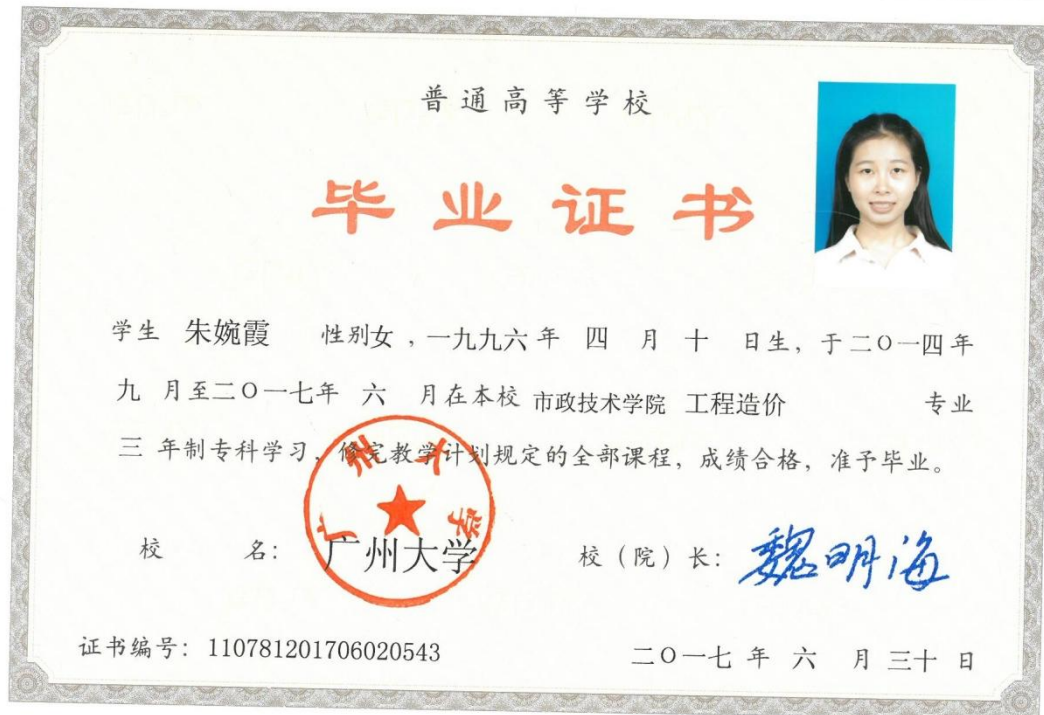 普通高等学校
毕业证书
学生 朱婉霞 性别女，一九九六年 四 月 十 日生，于二〇一四年
九 月至二〇一七年 六 月在本校 市政技术学院 工程造价 专业
三 年制专科学习，修完教学计划规定的全部课程，成绩合格，准予毕业。
广州大学
校 名：广州大学 校（院）长：魏明海
证书编号：110781201706020543 二〇一七 年 六 月 三十 日